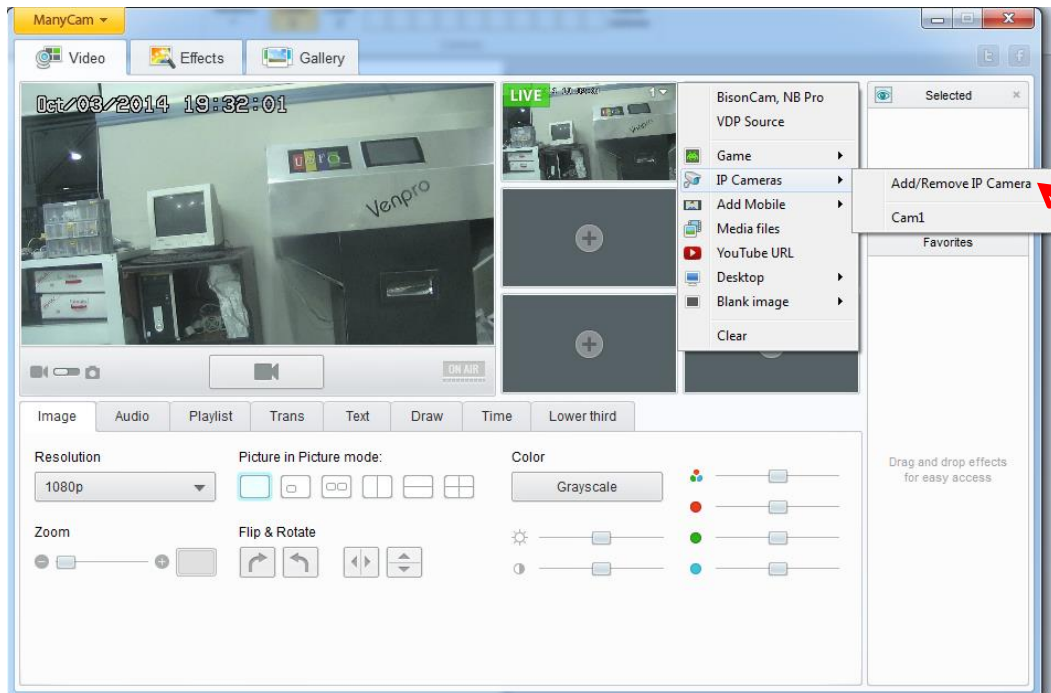 ManyCam
Video
Effects
Gallery
Oct/03/2014 19:32:01
uPro
Venpro
LIVE
1
Venpro
BisonCam, NB Pro
VDP Source
Game
IP Cameras
Add Mobile
Media files
YouTube URL
Desktop
Blank image
Clear
Add/Remove IP Camera
Cam1
Selected
Favorites
Drag and drop effects
for easy access
ON AIR
Image
Audio
Playlist
Trans
Text
Draw
Time
Lower third
Resolution
1080p
Picture in Picture mode:
Color
Grayscale
Zoom
Flip & Rotate